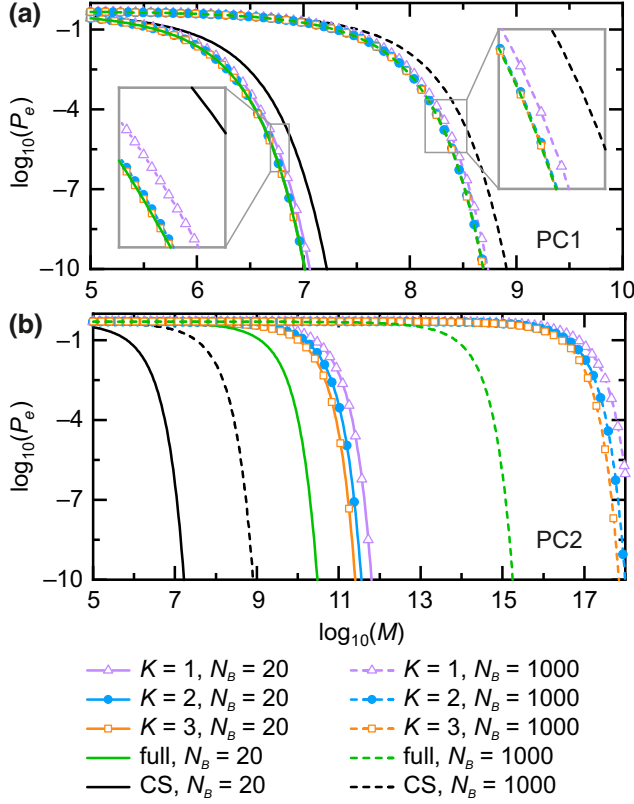 (a)
log10(Pe)
−1
−4
−7
−10
5 6 7 8 9 10
PC1
(b)
log10(Pe)
−1
−4
−7
−10
5 7 9 11 13 15 17
PC2
log10(M)
K = 1, NB = 20 K = 1, NB = 1000
K = 2, NB = 20 K = 2, NB = 1000
K = 3, NB = 20 K = 3, NB = 1000
full, NB = 20 full, NB = 1000
CS, NB = 20 CS, NB = 1000